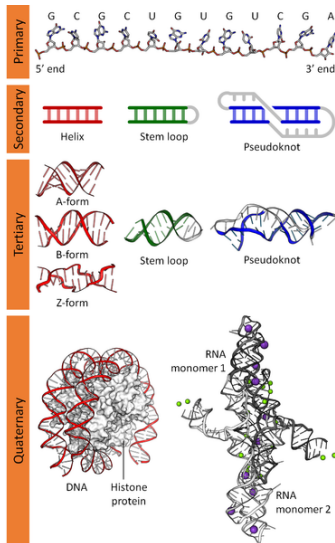 Primary
G C G C U G U G U C G A
5’ end
3’ end
Secondary
Helix
Stem loop
Pseudoknot
Tertiary
A-form
B-form
Z-form
Stem loop
Pseudoknot
Quaternary
DNA
Histone
protein
RNA
monomer 1
RNA
monomer 2